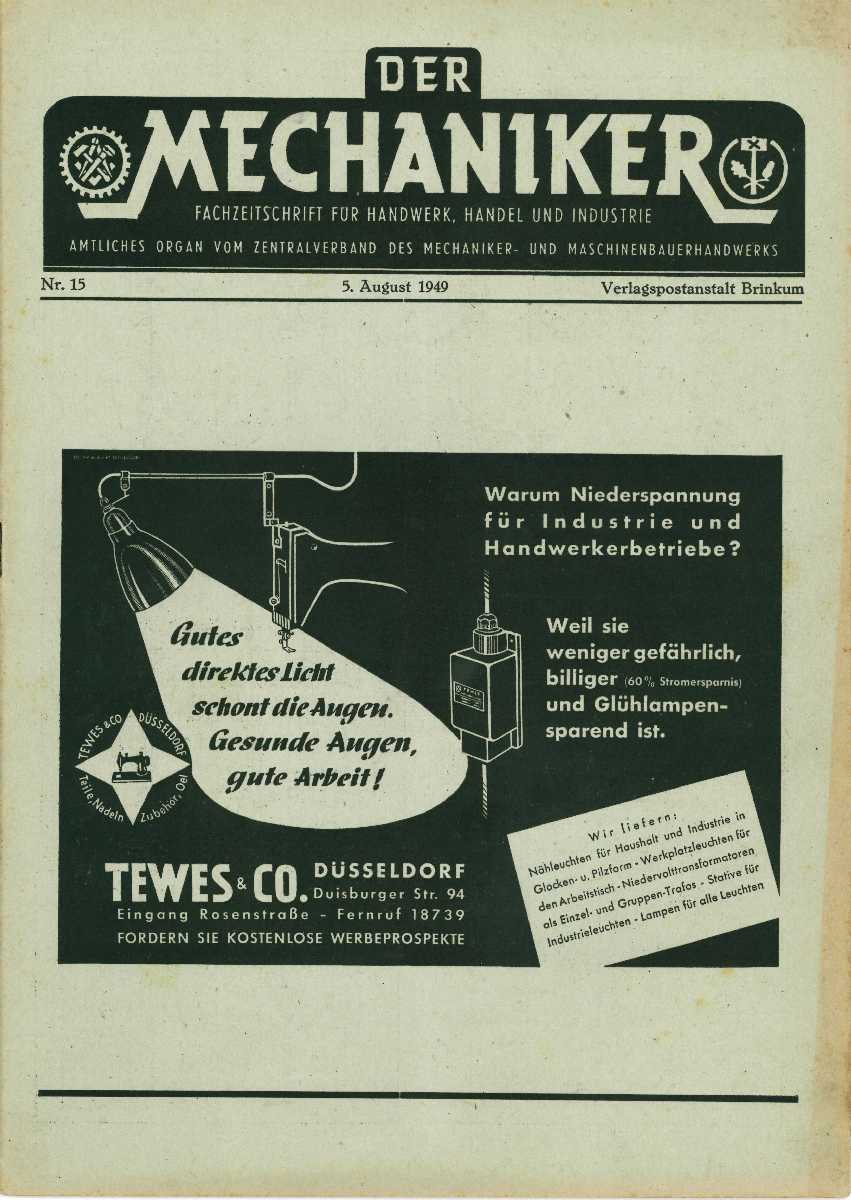 DER
MECHANIKER
FACHZEITSCHRIFT FÜR HANDWERK, HANDEL UND INDUSTRIE
AMTLICHES ORGAN VOM ZENTRALVERBAND DES MECHANIKER- UND MASCHINENBAUERHANDWERKS
Nr. 15 5. August 1949 Verlagspostanstalt Brinkum
Warum Niederspannung
für Industrie und
Handwerkerbetriebe?
Weil sie
weniger gefährlich,
billiger (60% Stromersparnis)
und Glühlampen-
sparend ist.
Gutes
direktes Licht
schont die Augen.
Gesunde Augen,
gute Arbeit!
TEWES
TEWES & CO DÜSSELDORF
Teile, Nadeln Zubehör, Oel
TEWES & CO. DÜSSELDORF
Duisburger Str. 94
Eingang Rosenstraße - Fernruf 18739
FORDERN SIE KOSTENLOSE WERBEPROSPEKTE
Wir liefern:
Nähleuchten für Haushalt und Industrie in
Glocken- u. Pilzform - Werkplatzleuchten für
den Arbeitstisch - Niedervolttransformatoren
als Einzel- und Gruppen-Trafos - Stative für
Industrieleuchten - Lampen für alle Leuchten